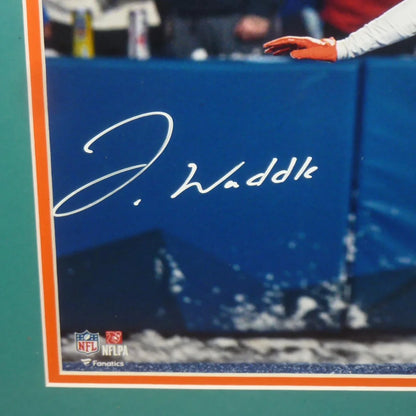 J. Waddle
NFL NFLPA
Fanatics